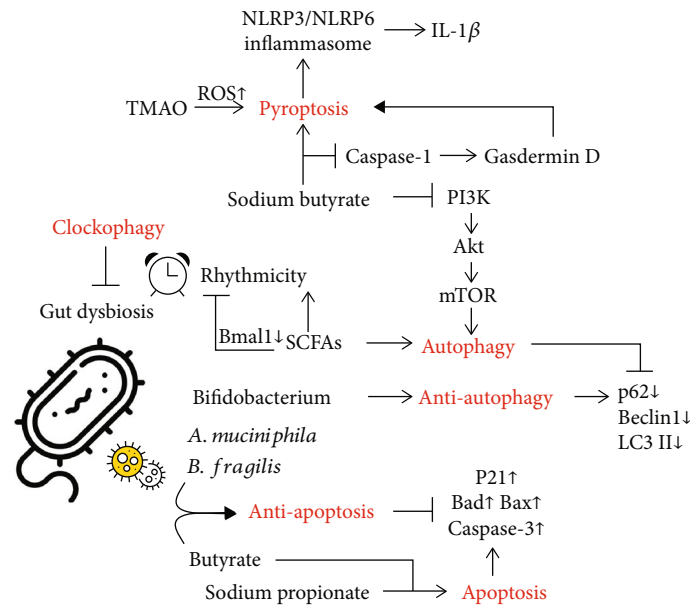 NLRP3/NLRP6
inflammasome
IL-1β
ROS↑
TMAO
Pyroptosis
Caspase-1
Gasdermin D
Sodium butyrate
PI3K
Clockophagy
Akt
Rhythmicity
mTOR
Gut dysbiosis
Bmal1↓
SCFAs
Autophagy
Bifidobacterium
Anti-autophagy
p62↓
Beclin1↓
LC3 II↓
A. muciniphila
B. fragilis
P21↑
Bad↑ Bax↑
Caspase-3↑
Anti-apoptosis
Butyrate
Sodium propionate
Apoptosis